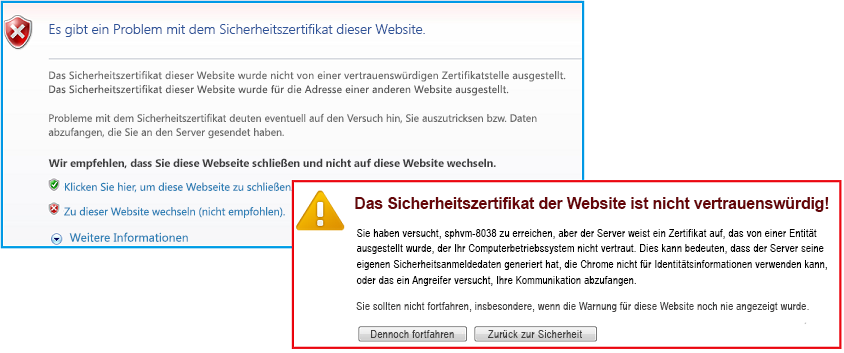 Es gibt ein Problem mit dem Sicherheitszertifikat dieser Website.
Das Sicherheitszertifikat dieser Website wurde nicht von einer vertrauenswürdigen Zertifikatstelle ausgestellt.
Das Sicherheitszertifikat dieser Website wurde für die Adresse einer anderen Website ausgestellt.
Probleme mit dem Sicherheitszertifikat deuten eventuell auf den Versuch hin, Sie auszutricksen bzw. Daten
abzufangen, die Sie an den Server gesendet haben.
Wir empfehlen, dass Sie diese Webseite schließen und nicht auf diese Website wechseln.
Klicken Sie hier, um diese Webseite zu schließen.
Zu dieser Website wechseln (nicht empfohlen).
Weitere Informationen
Das Sicherheitszertifikat der Website ist nicht vertrauenswürdig!
Sie haben versucht, sphvm-8038 zu erreichen, aber der Server weist ein Zertifikat auf, das von einer Entität
ausgestellt wurde, der Ihr Computerbetriebssystem nicht vertraut. Dies kann bedeuten, dass der Server seine
eigenen Sicherheitsanmeldedaten generiert hat, die Chrome nicht für Identitätsinformationen verwenden kann,
oder das ein Angreifer versucht, Ihre Kommunikation abzufangen.
Sie sollten nicht fortfahren, insbesondere, wenn die Warnung für diese Website noch nie angezeigt wurde.
Dennoch fortfahren
Zurück zur Sicherheit